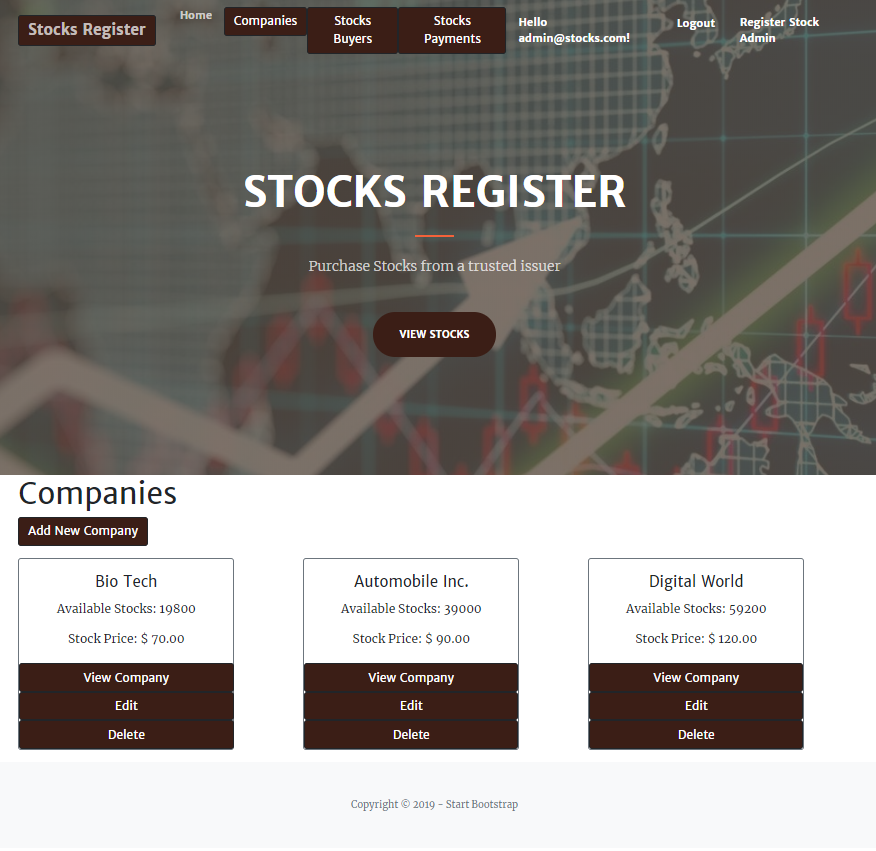 Stocks Register
Home
Companies
Stocks
Buyers
Stocks
Payments
Hello
admin@stocks.com!
Logout
Register Stock
Admin
STOCKS REGISTER
Purchase Stocks from a trusted issuer
VIEW STOCKS
Companies
Add New Company
Bio Tech
Available Stocks: 19800
Stock Price: $ 70.00
View Company
Edit
Delete
Automobile Inc.
Available Stocks: 39000
Stock Price: $ 90.00
View Company
Edit
Delete
Digital World
Available Stocks: 59200
Stock Price: $ 120.00
View Company
Edit
Delete
Copyright © 2019 - Start Bootstrap